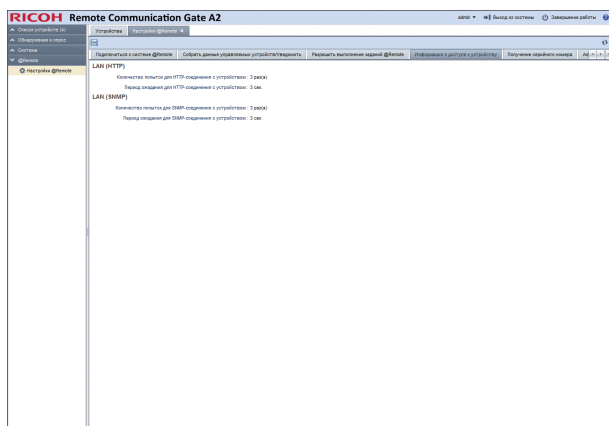 RICOH Remote Communication Gate A2
admin Выход из системы Завершение работы
Список устройств (A)
Обнаружение и опрос
Система
@Remote
Настройки @Remote
Устройства Настройки @Remote
Подключиться к системе @Remote Собрать данные управляемых устройств/Уведомить Разрешить выполнение заданий @Remote Информация о доступе к устройству Получение серийного номера
LAN (HTTP)
Количество попыток для HTTP-соединения с устройством : 3 раз(а)
Период ожидания для HTTP-соединения с устройством : 3 сек.
LAN (SNMP)
Количество попыток для SNMP-соединения с устройством : 3 раз(а)
Период ожидания для SNMP-соединения с устройством : 3 сек.